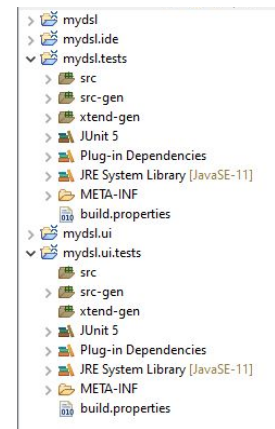 mydsl
mydsl.ide
mydsl.tests
src
src-gen
xtend-gen
JUnit 5
Plug-in Dependencies
JRE System Library [JavaSE-11]
META-INF
build.properties
mydsl.ui
mydsl.ui.tests
src
src-gen
xtend-gen
JUnit 5
Plug-in Dependencies
JRE System Library [JavaSE-11]
META-INF
build.properties